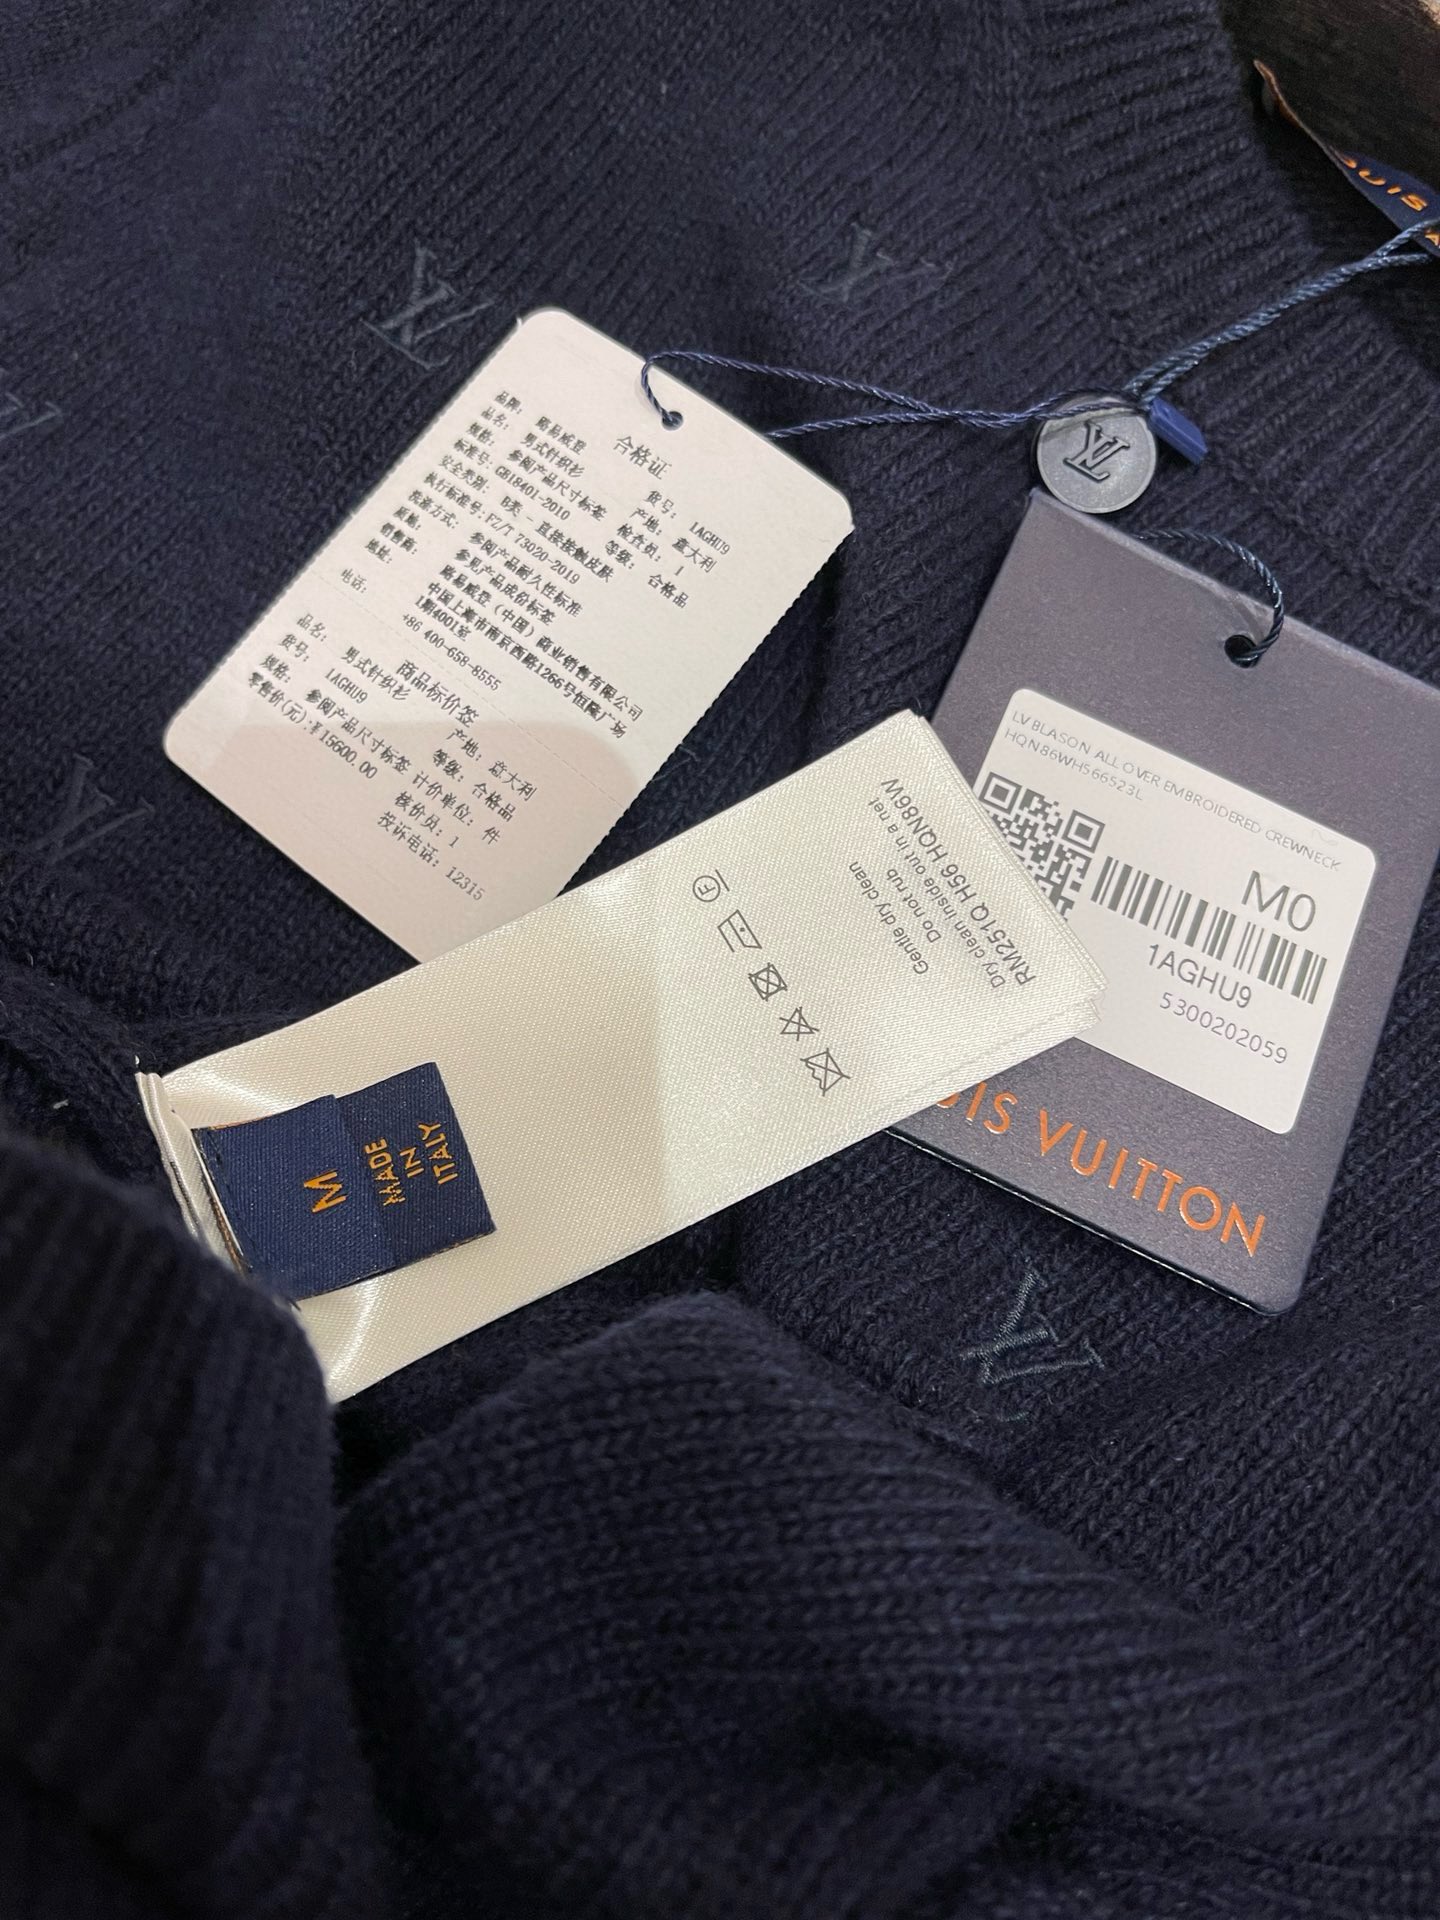 合格证
品牌: 路易威登
品名: 男式针织衫 货号: 1AGHU9
规格: 参阅产品尺寸标签 产地: 意大利
标准号: GB18401-2010 检查员: 1
安全类别: B类 - 直接接触皮肤 等级: 合格品
执行标准号: FZ/T 73020-2019
洗涤方式: 参阅产品耐久性标准
参见产品成份标签
销售商: 路易威登(中国)商业销售有限公司
地址: 中国上海市南京西路1266号恒隆广场
1期4001室
电话: +86 400-658-8555
商品标价签
品名: 男式针织衫 产地: 意大利
货号: 1AGHU9 等级: 合格品
规格: 参阅产品尺寸标签 计价单位: 件
零售价(元): ¥15600.00 核价员: 1
投诉电话: 12315
LV BLASON ALL OVER EMBROIDERED CREWNECK
HQN86WH566523L
M0
1AGHU9
5300202059
UIS VUITTON
RM251Q H56 HQN86W
Dry clean inside out in a net
Do not rub
Gentle dry clean
F
M
MADE
IN
ITALY
LV
OUIS